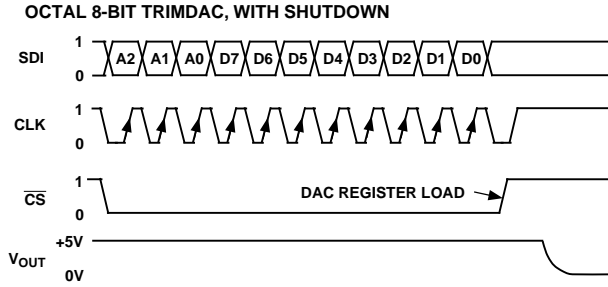 OCTAL 8-BIT TRIMDAC, WITH SHUTDOWN
SDI 1 0 A2 A1 A0 D7 D6 D5 D4 D3 D2 D1 D0
CLK 1 0
CS 1 0 DAC REGISTER LOAD
VOUT +5V 0V